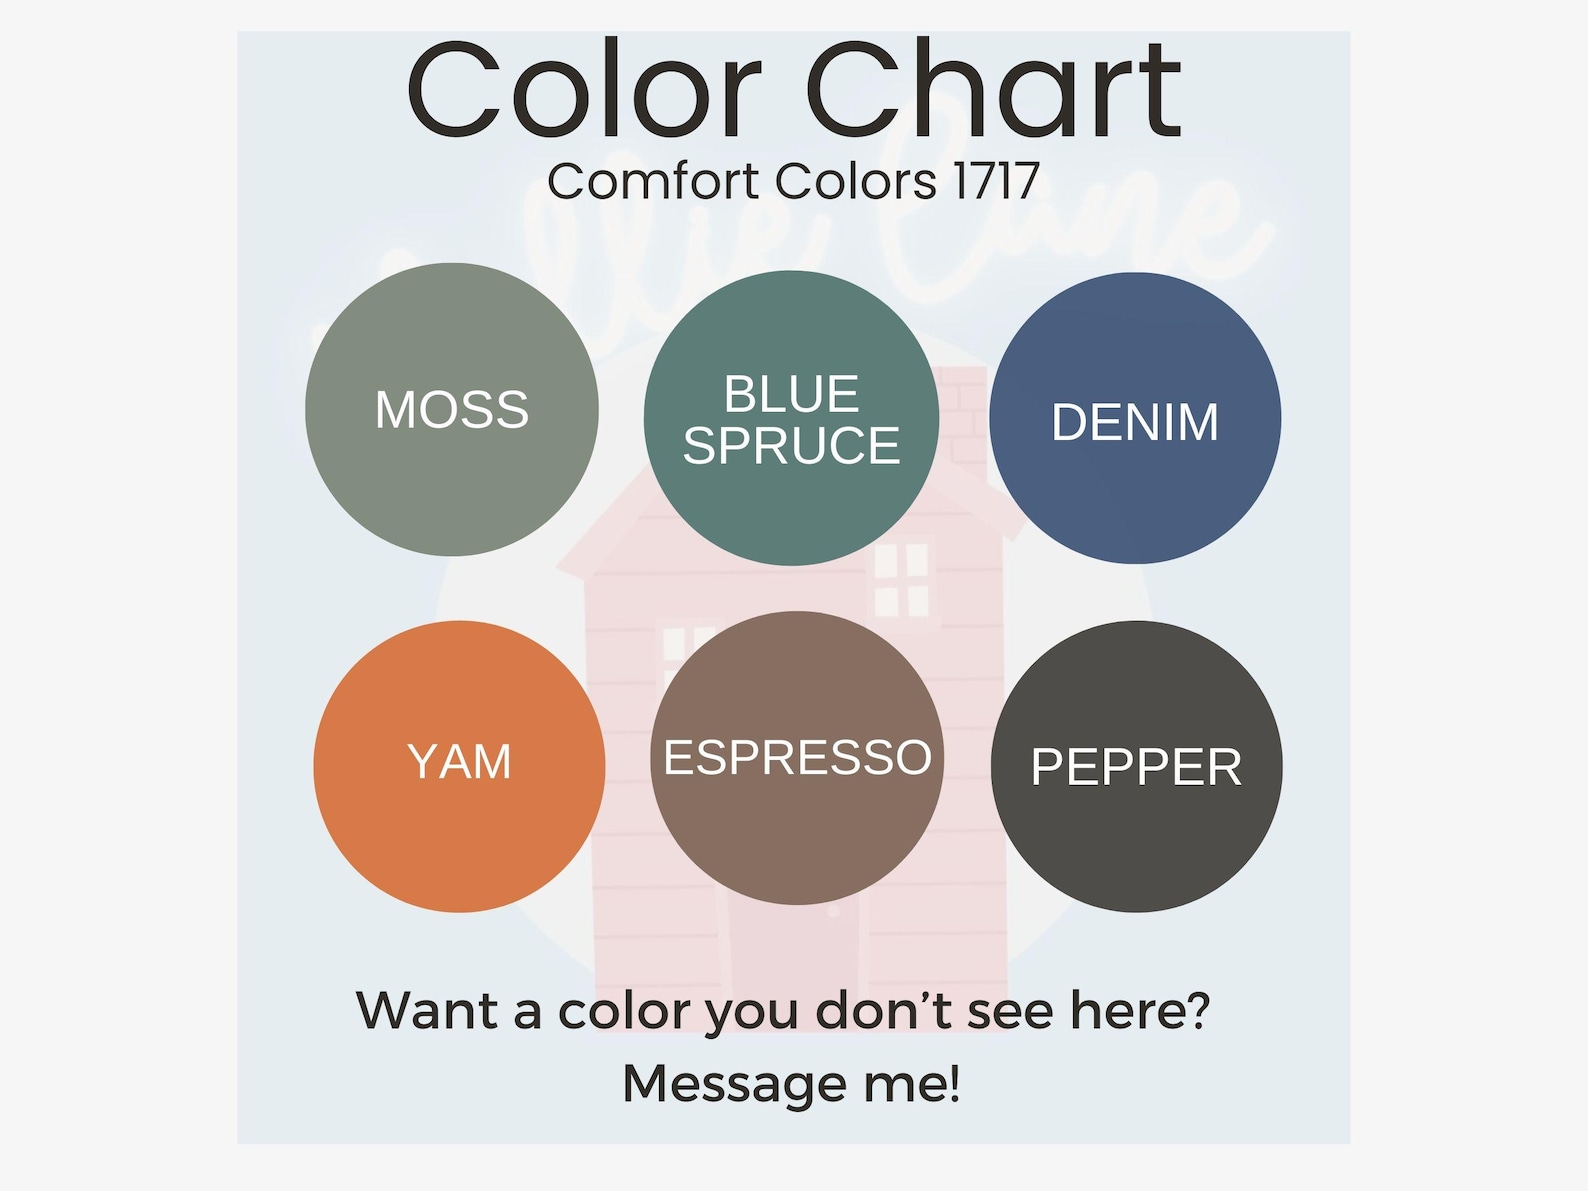 Color Chart
Comfort Colors 1717
MOSS
BLUE
SPRUCE
DENIM
YAM
ESPRESSO
PEPPER
Want a color you don’t see here?
Message me!